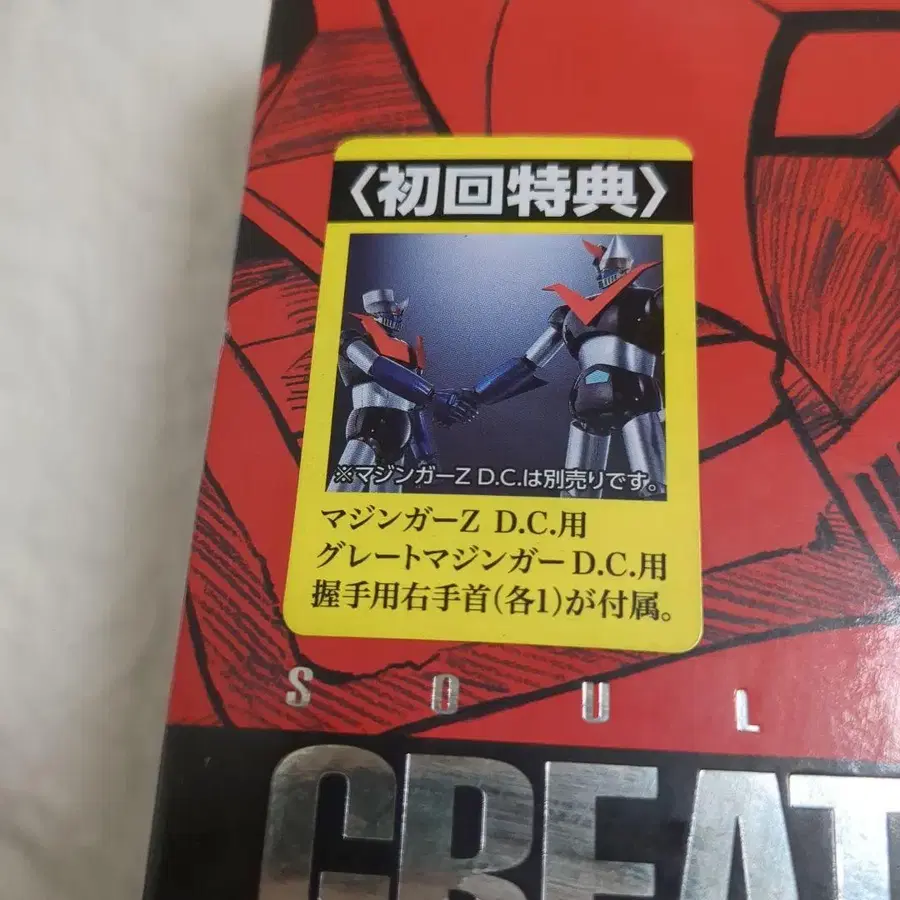 〈初回特典〉
※マジンガーZ D.C.は別売りです。
マジンガーZ D.C.用
グレートマジンガーD.C.用
握手用右手首(各1)が付属。
SOUL
GREAT